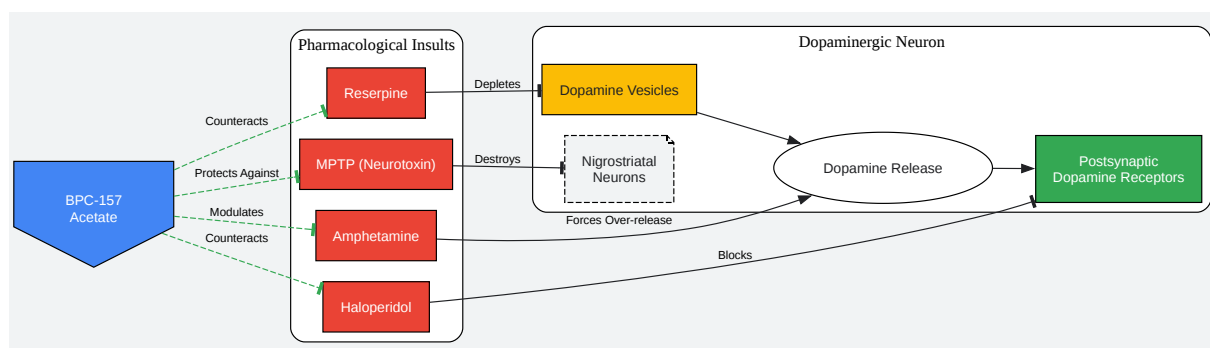 Pharmacological Insults
Dopaminergic Neuron
Reserpine
Depletes
Dopamine Vesicles
Counteracts
MPTP (Neurotoxin)
Destroys
Nigrostriatal
Neurons
Dopamine Release
Postsynaptic
Dopamine Receptors
Protects Against
BPC-157
Acetate
Modulates
Amphetamine
Forces Over-release
Counteracts
Blocks
Haloperidol